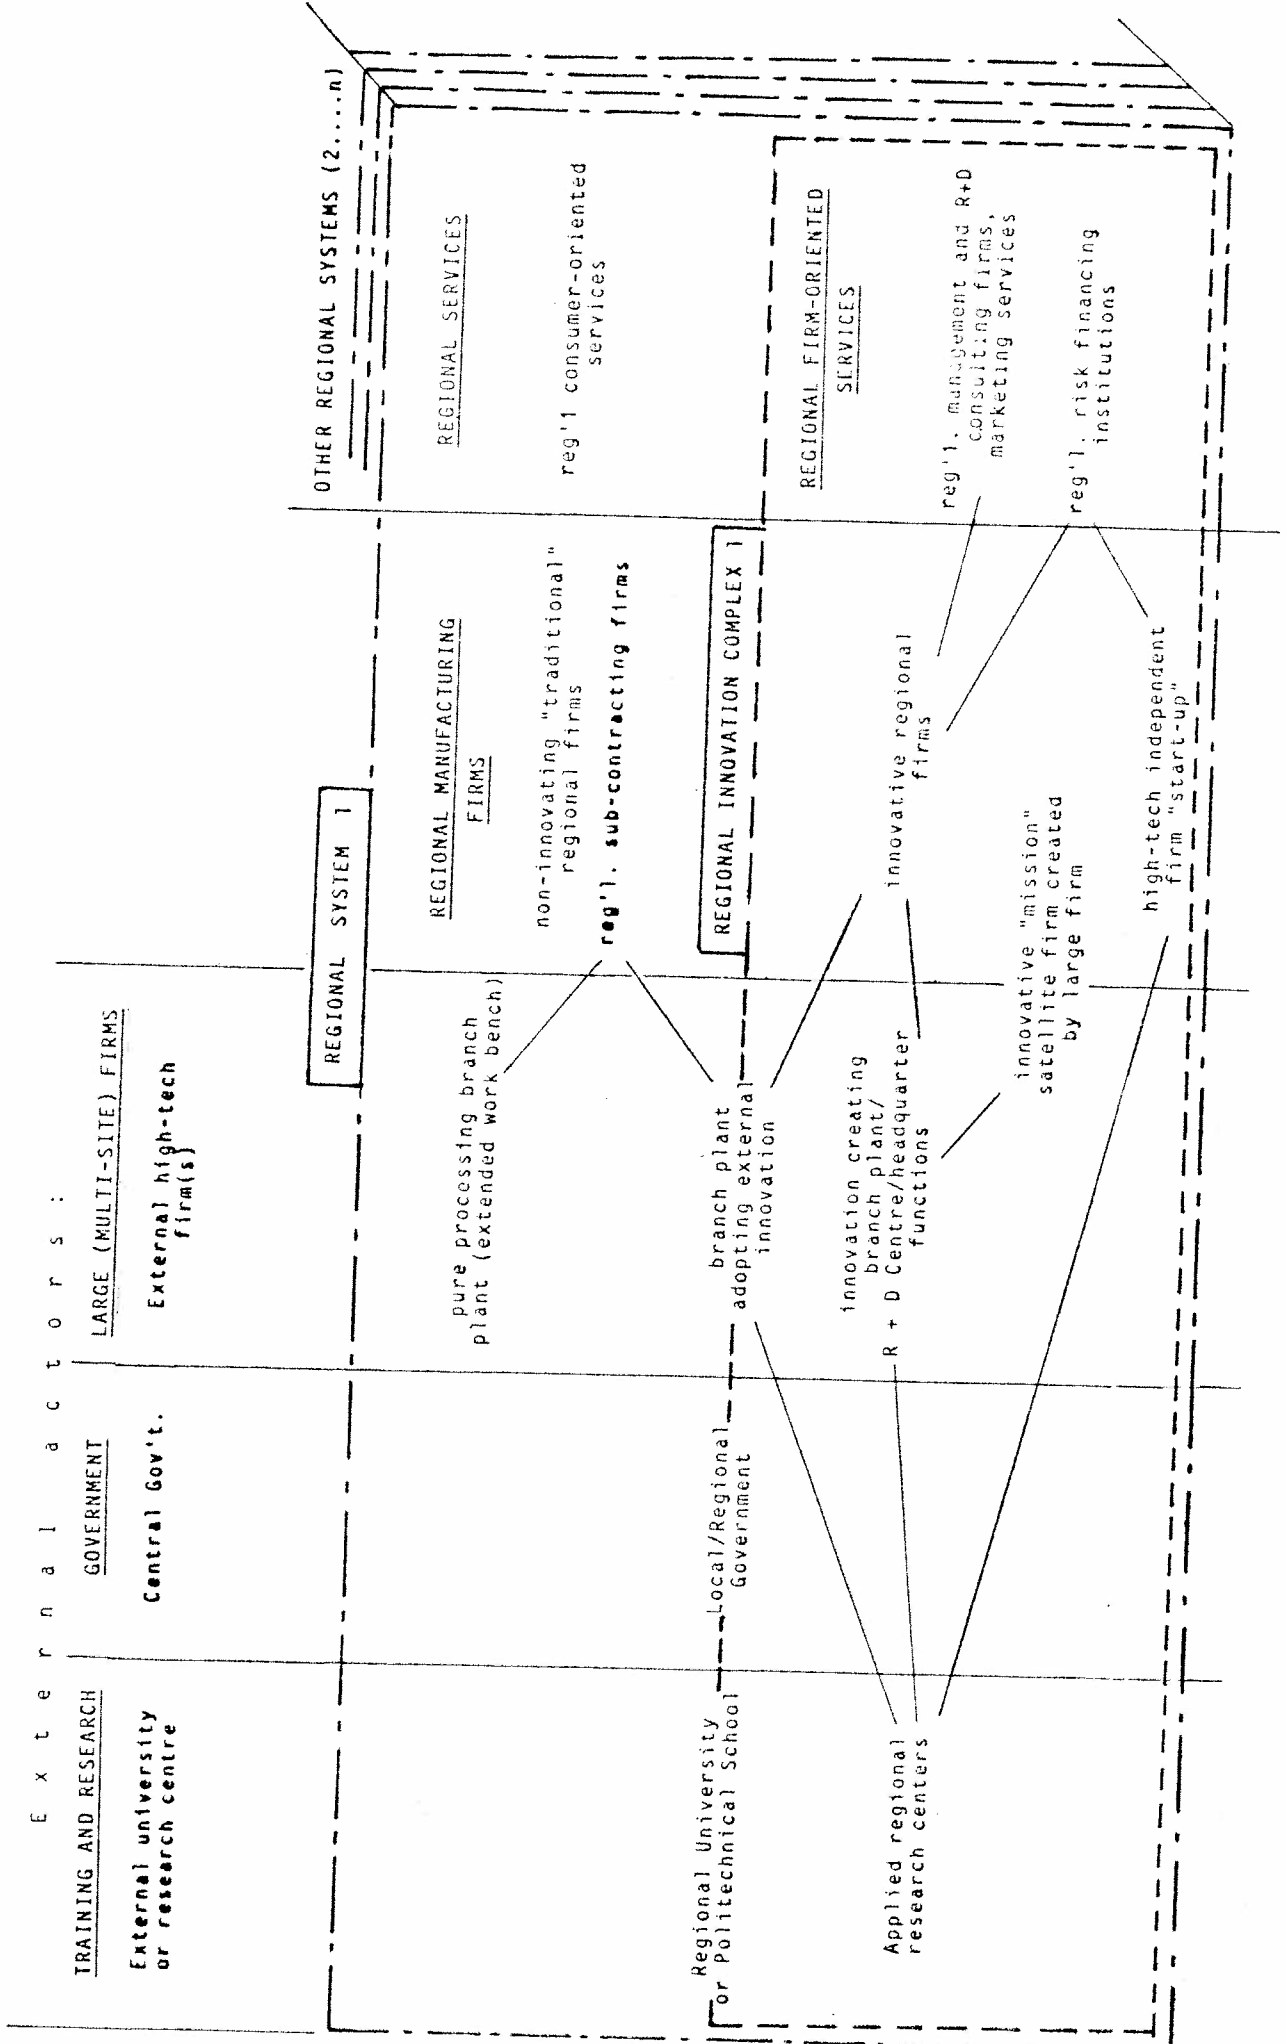 E x t e r n a l a c t o r s :
TRAINING AND RESEARCH
External university
or research centre
GOVERNMENT
Central Gov't.
LARGE (MULTI-SITE) FIRMS
External high-tech
firm(s)
OTHER REGIONAL SYSTEMS (2....n)
REGIONAL SYSTEM 1
REGIONAL MANUFACTURING
FIRMS
REGIONAL SERVICES
pure processing branch
plant (extended work bench)
non-innovating "traditional"
regional firms
reg'l. sub-contracting firms
reg'l consumer-oriented
services
REGIONAL INNOVATION COMPLEX 1
Regional University
or Politechnical School
Local/Regional
Government
branch plant
adopting external
innovation
REGIONAL FIRM-ORIENTED
SERVICES
Applied regional
research centers
innovation creating
branch plant/
R + D Centre/headquarter
functions
innovative regional
firms
reg'l. management and R+D
consulting firms,
marketing services
innovative "mission"
satellite firm created
by large firm
reg'l. risk financing
institutions
high-tech independent
firm "start-up"